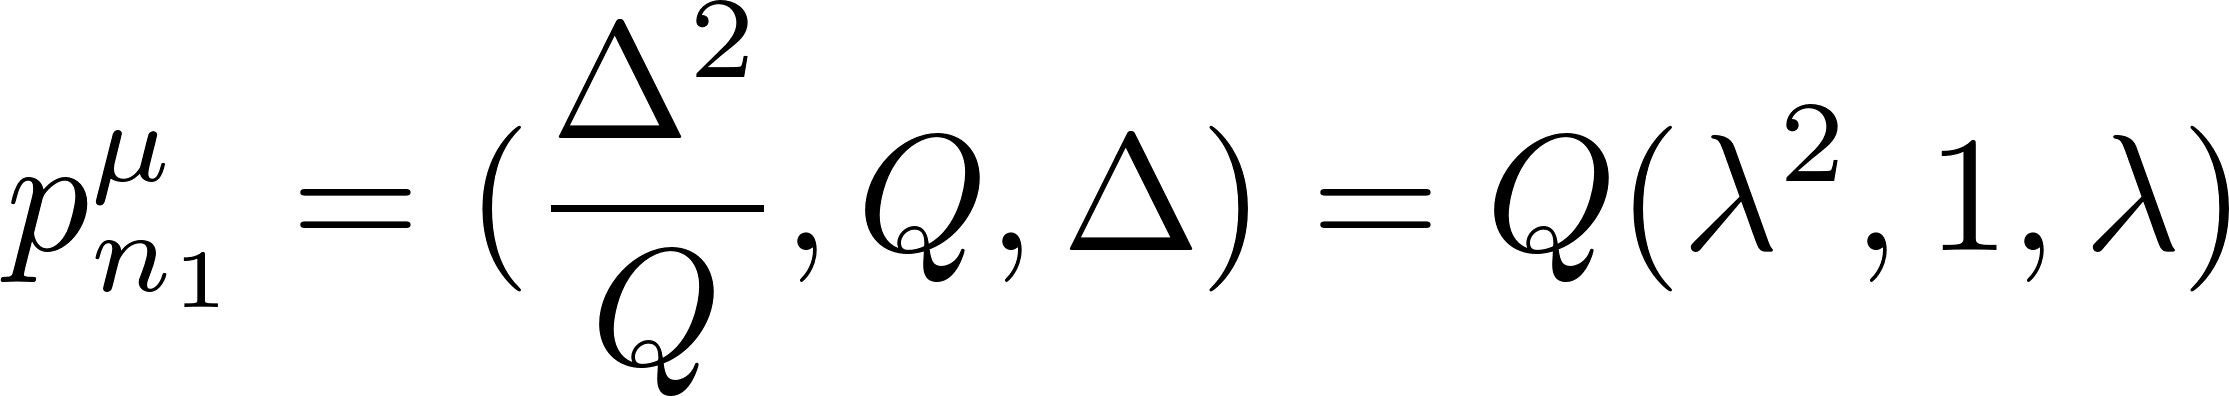 $p_{n_1}^{\mu} = (\frac{\Delta^2}{Q}, Q, \Delta) = Q(\lambda^2, 1, \lambda)$